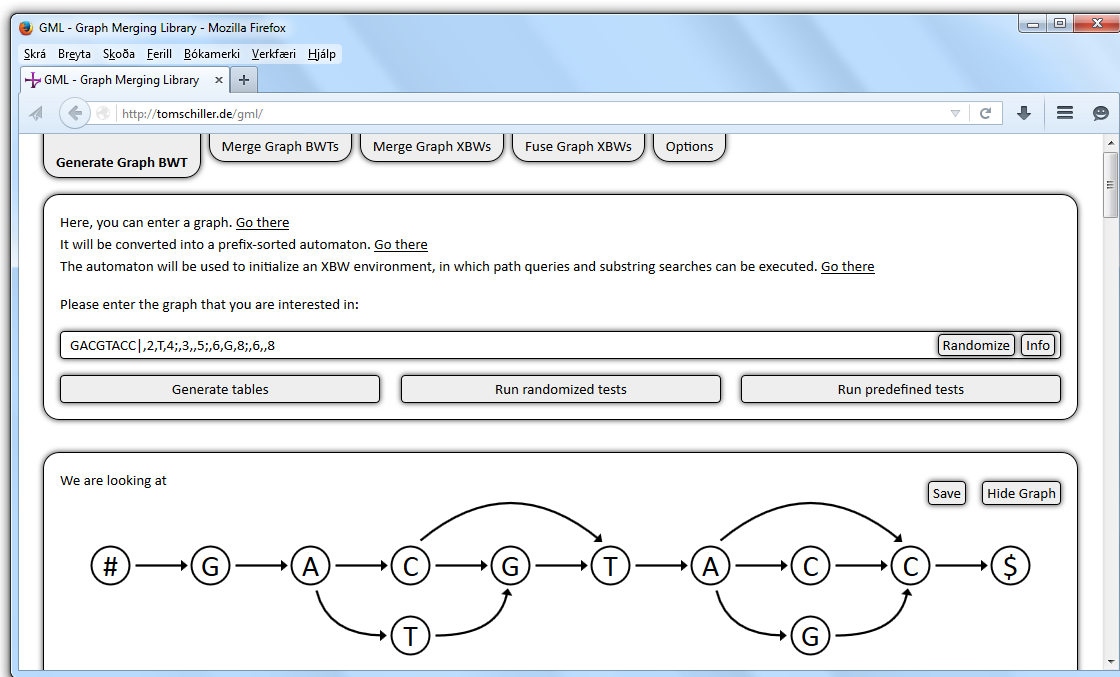 GML - Graph Merging Library - Mozilla Firefox
Skrá Breyta Skoða Ferill Bókamerki Verkfæri Hjálp
GML - Graph Merging Library × +
http://tomschiller.de/gml/
Generate Graph BWT Merge Graph BWTs Merge Graph XBWs Fuse Graph XBWs Options
Here, you can enter a graph. Go there
It will be converted into a prefix-sorted automaton. Go there
The automaton will be used to initialize an XBW environment, in which path queries and substring searches can be executed. Go there
Please enter the graph that you are interested in:
GACGTACC|,2,T,4;,3,,5;,6,G,8;,6,,8 Randomize Info
Generate tables Run randomized tests Run predefined tests
We are looking at Save Hide Graph
# G A C G T A C C $
T G